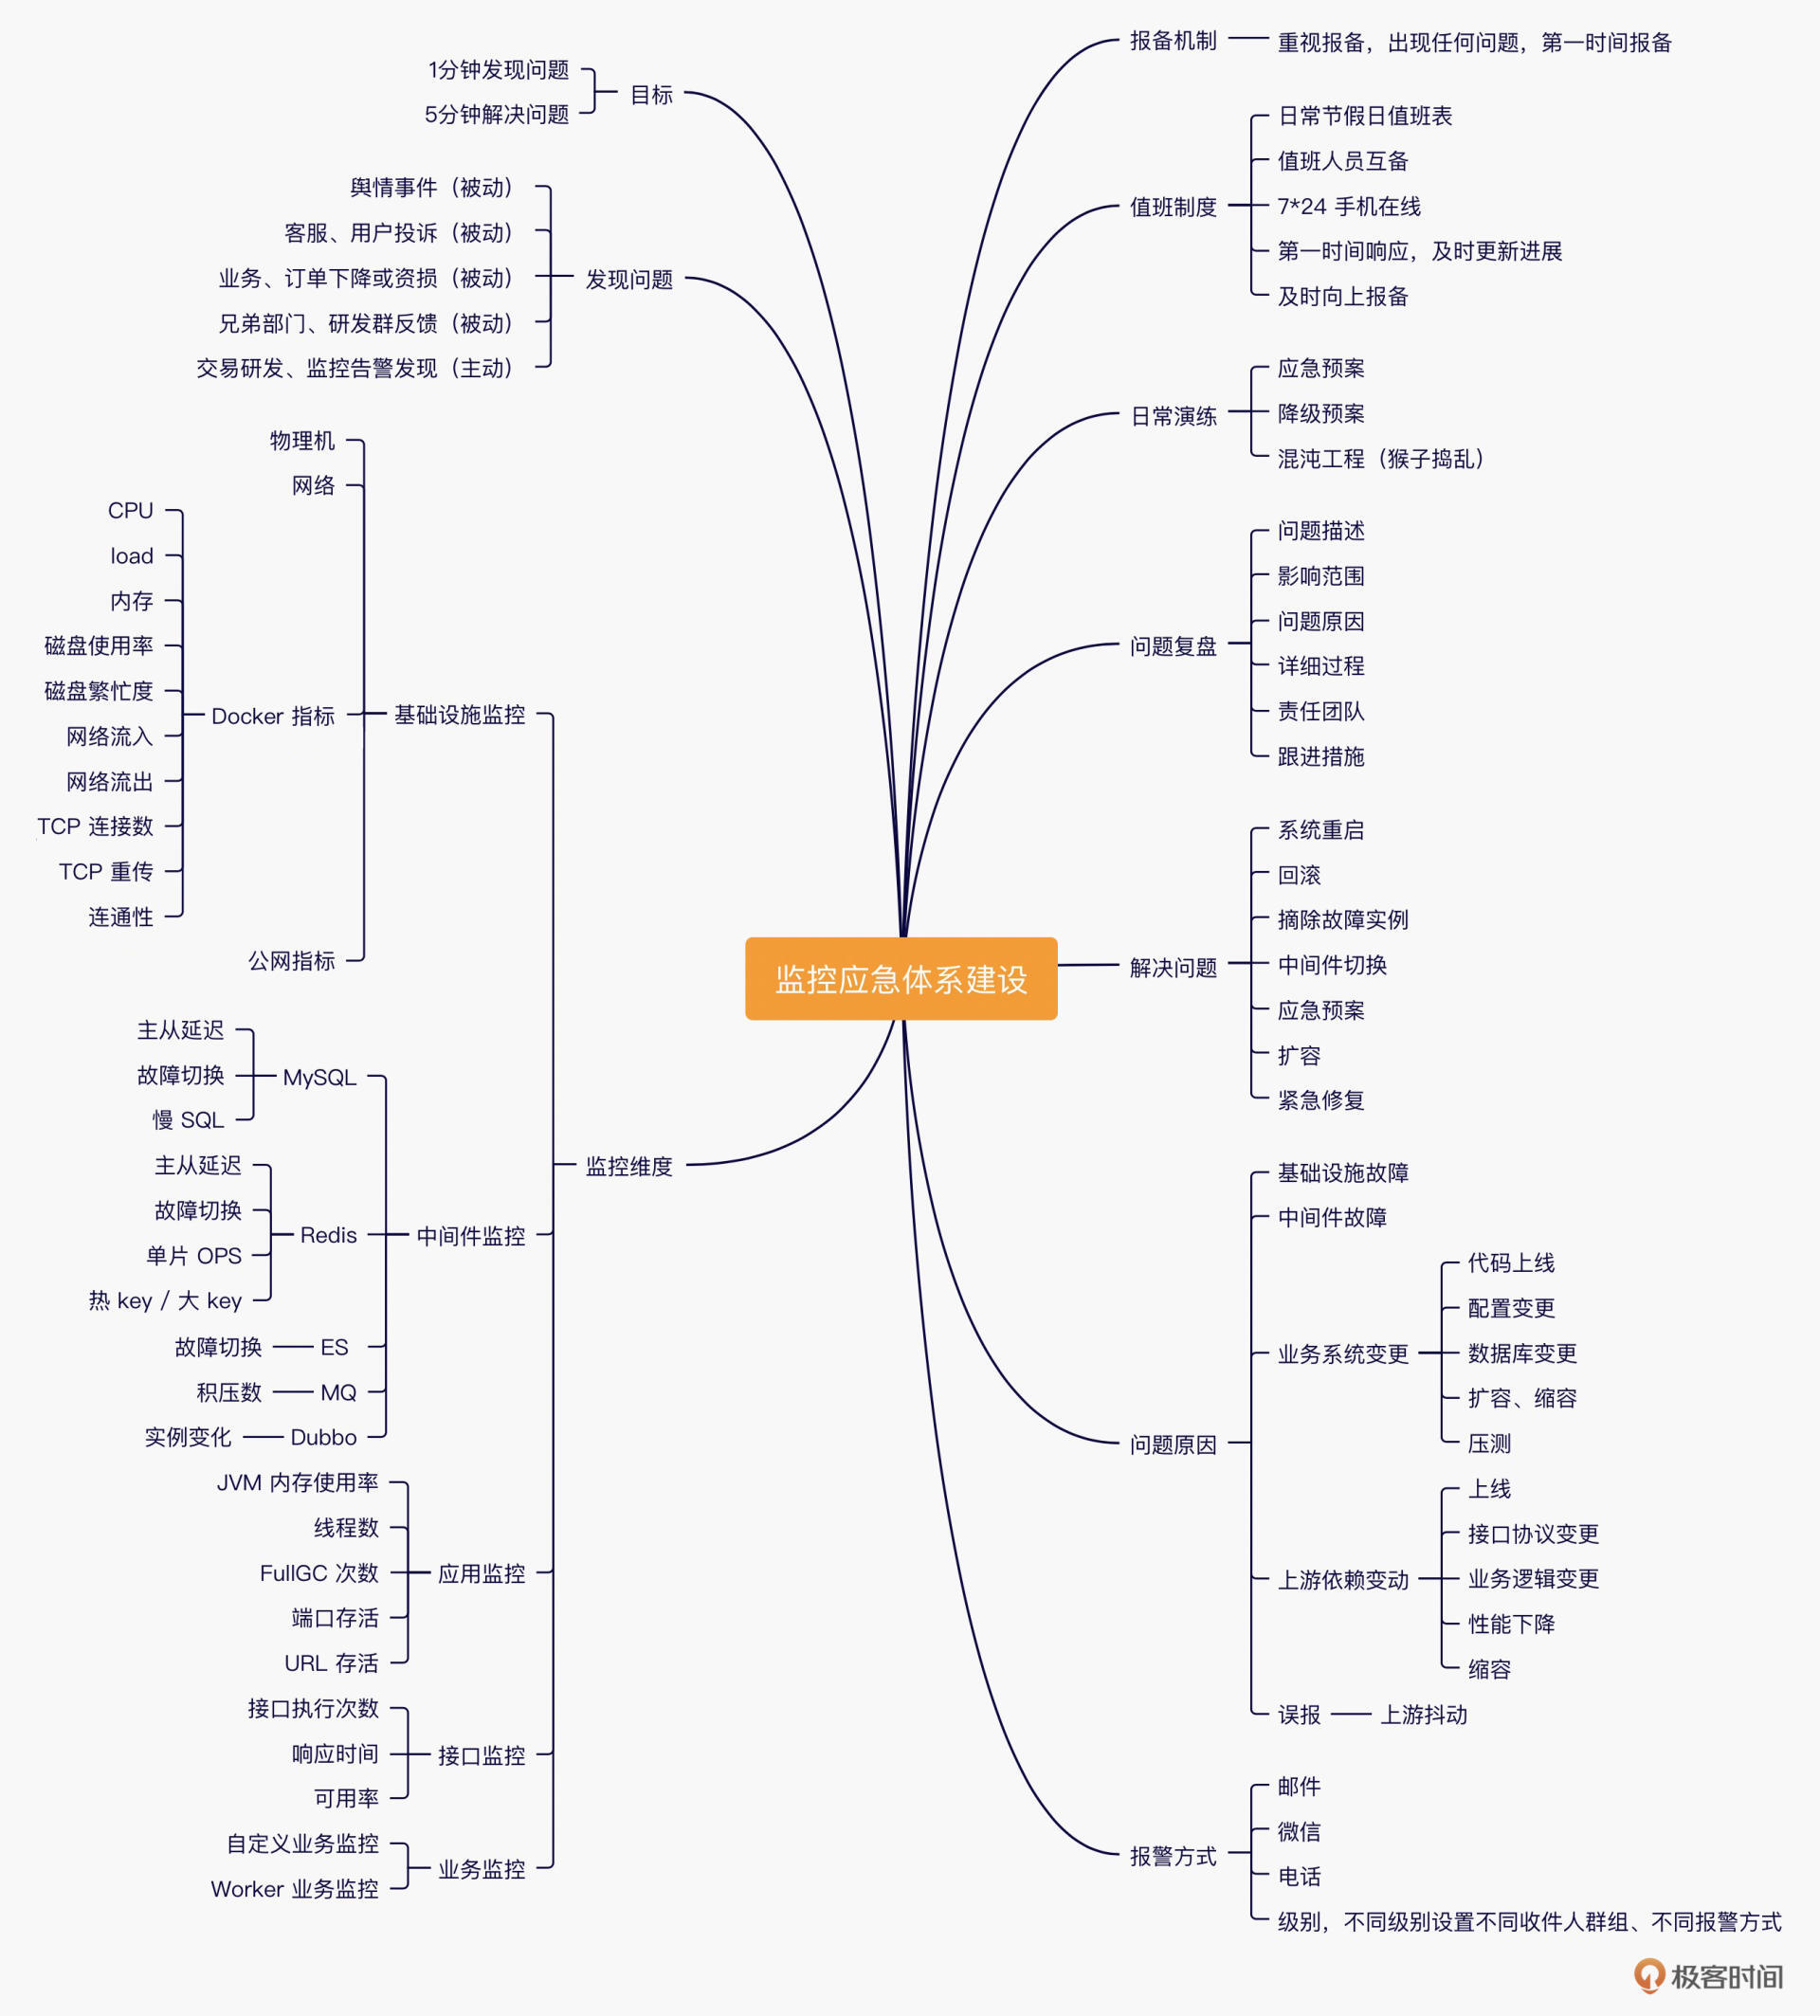 监控应急体系建设
目标
1分钟发现问题
5分钟解决问题
发现问题
舆情事件（被动）
客服、用户投诉（被动）
业务、订单下降或资损（被动）
兄弟部门、研发群反馈（被动）
交易研发、监控告警发现（主动）
监控维度
基础设施监控
物理机
网络
Docker 指标
CPU
load
内存
磁盘使用率
磁盘繁忙度
网络流入
网络流出
TCP 连接数
TCP 重传
连通性
公网指标
中间件监控
MySQL
主从延迟
故障切换
慢 SQL
Redis
主从延迟
故障切换
单片 OPS
热 key / 大 key
ES
故障切换
MQ
积压数
Dubbo
实例变化
应用监控
JVM 内存使用率
线程数
FullGC 次数
端口存活
URL 存活
接口监控
接口执行次数
响应时间
可用率
业务监控
自定义业务监控
Worker 业务监控
报备机制
重视报备，出现任何问题，第一时间报备
值班制度
日常节假日值班表
值班人员互备
7*24 手机在线
第一时间响应，及时更新进展
及时向上报备
日常演练
应急预案
降级预案
混沌工程（猴子捣乱）
问题复盘
问题描述
影响范围
问题原因
详细过程
责任团队
跟进措施
解决问题
系统重启
回滚
摘除故障实例
中间件切换
应急预案
扩容
紧急修复
问题原因
基础设施故障
中间件故障
业务系统变更
代码上线
配置变更
数据库变更
扩容、缩容
压测
上游依赖变动
上线
接口协议变更
业务逻辑变更
性能下降
缩容
误报
上游抖动
报警方式
邮件
微信
电话
级别，不同级别设置不同收件人群组、不同报警方式
极客时间